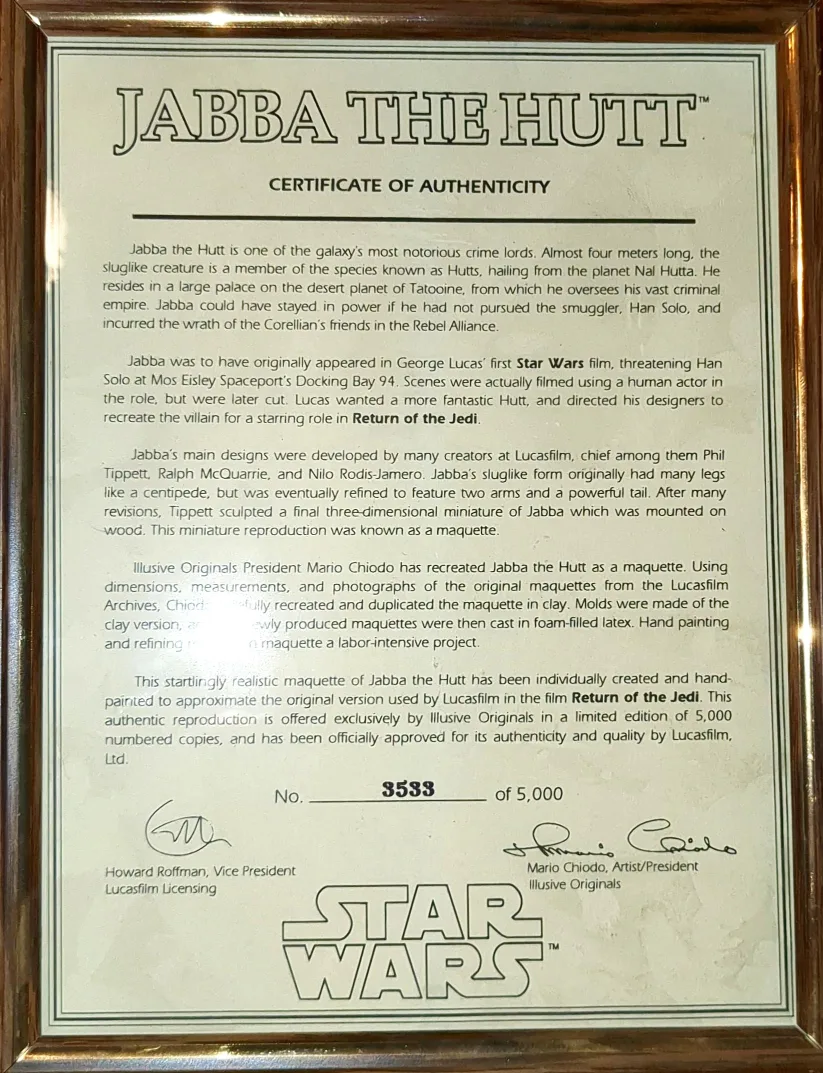 JABBA THE HUTT™
CERTIFICATE OF AUTHENTICITY
Jabba the Hutt is one of the galaxy's most notorious crime lords. Almost four meters long, the
sluglike creature is a member of the species known as Hutts, hailing from the planet Nal Hutta. He
resides in a large palace on the desert planet of Tatooine, from which he oversees his vast criminal
empire. Jabba could have stayed in power if he had not pursued the smuggler, Han Solo, and
incurred the wrath of the Corellian's friends in the Rebel Alliance.
Jabba was to have originally appeared in George Lucas' first Star Wars film, threatening Han
Solo at Mos Eisley Spaceport's Docking Bay 94. Scenes were actually filmed using a human actor in
the role, but were later cut. Lucas wanted a more fantastic Hutt, and directed his designers to
recreate the villain for a starring role in Return of the Jedi.
Jabba's main designs were developed by many creators at Lucasfilm, chief among them Phil
Tippett, Ralph McQuarrie, and Nilo Rodis-Jamero. Jabba's sluglike form originally had many legs
like a centipede, but was eventually refined to feature two arms and a powerful tail. After many
revisions, Tippett sculpted a final three-dimensional miniature of Jabba which was mounted on
wood. This miniature reproduction was known as a maquette.
Illusive Originals President Mario Chiodo has recreated Jabba the Hutt as a maquette. Using
dimensions, measurements, and photographs of the original maquettes from the Lucasfilm
Archives, recreated and duplicated the maquette in clay. Molds were made of the
clay version, produced maquettes were then cast in foam-filled latex. Hand painting
and refining maquette a labor-intensive project.
This startlingly realistic maquette of Jabba the Hutt has been individually created and hand-
painted to approximate the original version used by Lucasfilm in the film Return of the Jedi. This
authentic reproduction is offered exclusively by Illusive Originals in a limited edition of 5,000
numbered copies, and has been officially approved for its authenticity and quality by Lucasfilm,
Ltd.
No. 3533 of 5,000
Mario Chiodo
Howard Roffman, Vice President
Lucasfilm Licensing
Mario Chiodo, Artist/President
Illusive Originals
STAR
WARS™